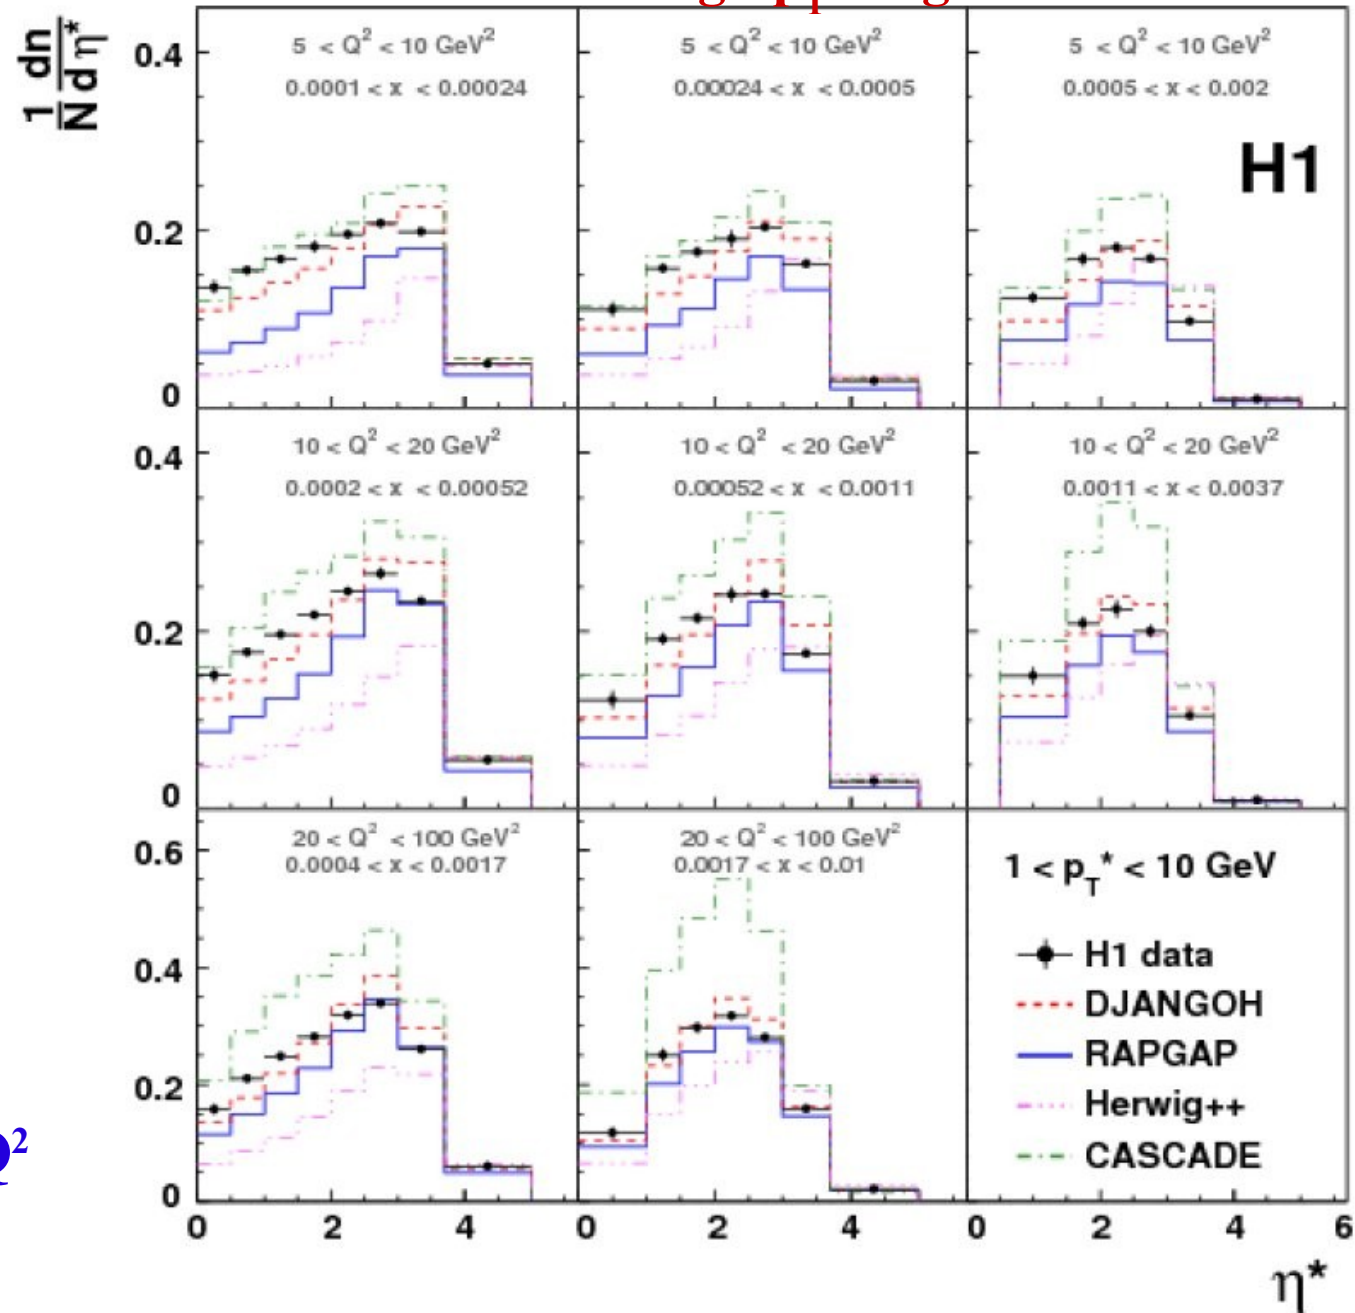 1/N dn/dη*
0.4
0.2
0
5 < Q² < 10 GeV²
0.0001 < x < 0.00024
5 < Q² < 10 GeV²
0.00024 < x < 0.0005
5 < Q² < 10 GeV²
0.0005 < x < 0.002
H1
0.4
0.2
0
10 < Q² < 20 GeV²
0.0002 < x < 0.00052
10 < Q² < 20 GeV²
0.00052 < x < 0.0011
10 < Q² < 20 GeV²
0.0011 < x < 0.0037
0.6
0.4
0.2
0
20 < Q² < 100 GeV²
0.0004 < x < 0.0017
20 < Q² < 100 GeV²
0.0017 < x < 0.01
1 < p_T* < 10 GeV
H1 data
DJANGOH
RAPGAP
Herwig++
CASCADE
Q²
0 2 4 0 2 4 0 2 4 6
η*